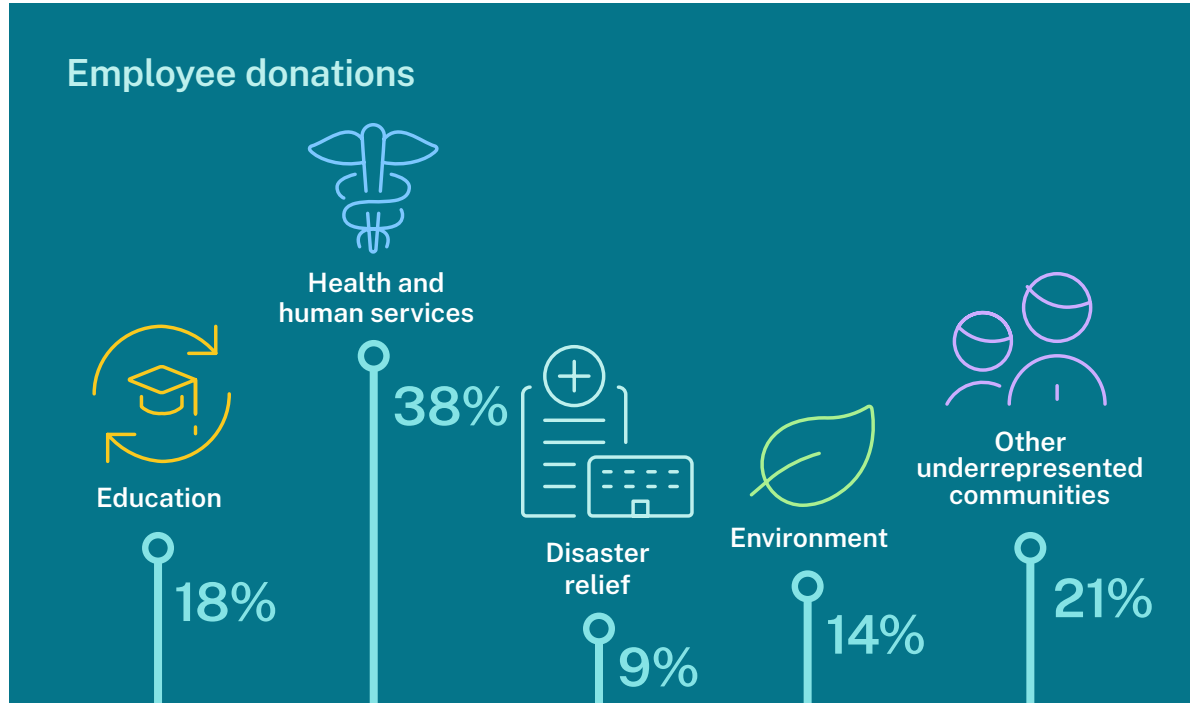 Employee donations
Health and
human services
38%
Education
18%
Disaster
relief
9%
Environment
14%
Other
underrepresented
communities
21%